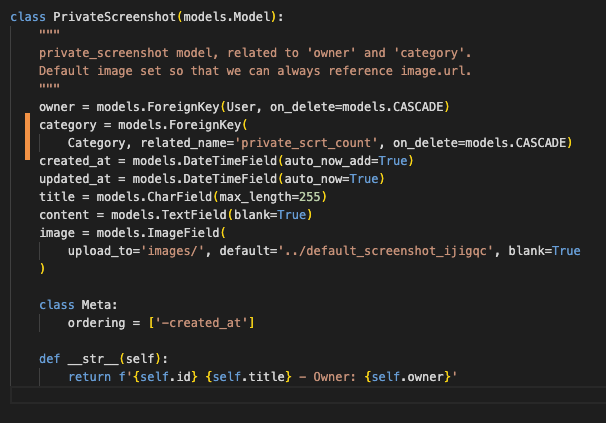 class PrivateScreenshot(models.Model):
    """
    private_screenshot model, related to 'owner' and 'category'.
    Default image set so that we can always reference image.url.
    """
    owner = models.ForeignKey(User, on_delete=models.CASCADE)
    category = models.ForeignKey(
        Category, related_name='private_scrt_count', on_delete=models.CASCADE)
    created_at = models.DateTimeField(auto_now_add=True)
    updated_at = models.DateTimeField(auto_now=True)
    title = models.CharField(max_length=255)
    content = models.TextField(blank=True)
    image = models.ImageField(
        upload_to='images/', default='../default_screenshot_ijigqc', blank=True
    )

    class Meta:
        ordering = ['-created_at']

    def __str__(self):
        return f'{self.id} {self.title} - Owner: {self.owner}'